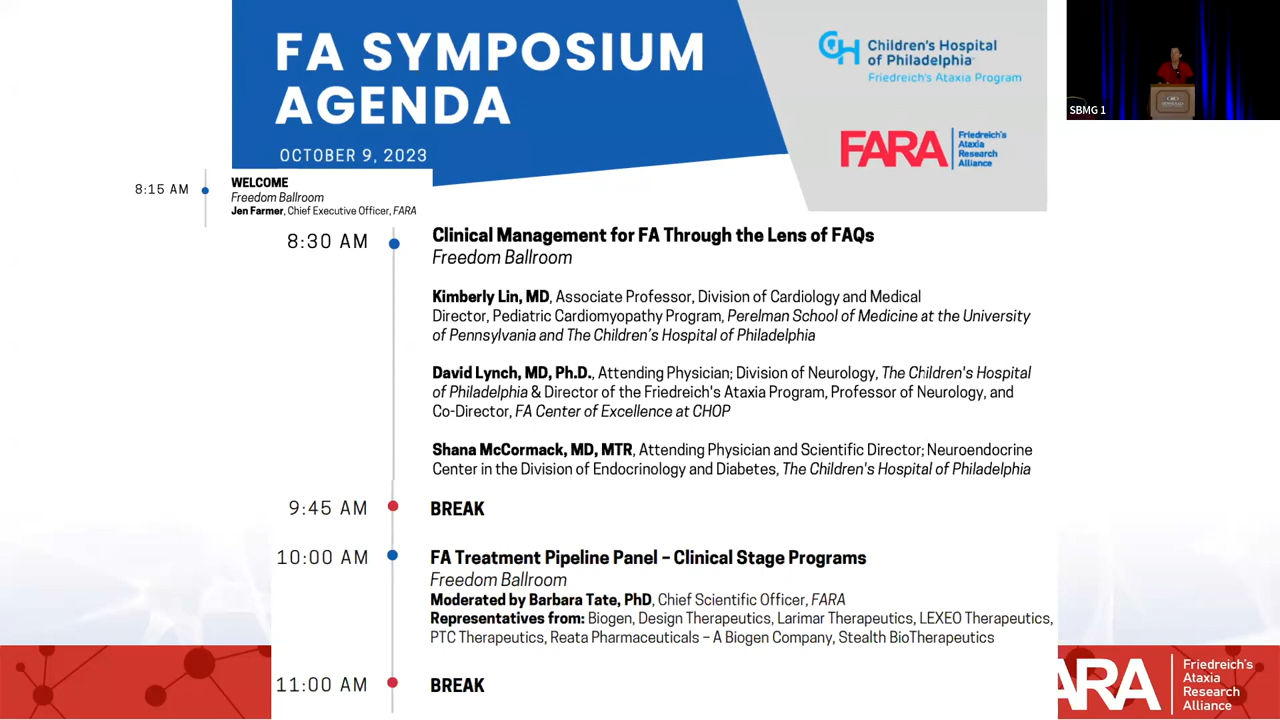 FA SYMPOSIUM
AGENDA
OCTOBER 9, 2023
Children's Hospital
of Philadelphia
Friedreich's Ataxia Program
FARA
Friedreich's
Ataxia
Research
Alliance
SBMG 1
8:15 AM
WELCOME
Freedom Ballroom
Jen Farmer, Chief Executive Officer, FARA
8:30 AM
Clinical Management for FA Through the Lens of FAQs
Freedom Ballroom
Kimberly Lin, MD, Associate Professor, Division of Cardiology and Medical
Director, Pediatric Cardiomyopathy Program, Perelman School of Medicine at the University
of Pennsylvania and The Children's Hospital of Philadelphia
David Lynch, MD, Ph.D., Attending Physician; Division of Neurology, The Children's Hospital
of Philadelphia & Director of the Friedreich's Ataxia Program, Professor of Neurology, and
Co-Director, FA Center of Excellence at CHOP
Shana McCormack, MD, MTR, Attending Physician and Scientific Director; Neuroendocrine
Center in the Division of Endocrinology and Diabetes, The Children's Hospital of Philadelphia
9:45 AM
BREAK
10:00 AM
FA Treatment Pipeline Panel – Clinical Stage Programs
Freedom Ballroom
Moderated by Barbara Tate, PhD, Chief Scientific Officer, FARA
Representatives from: Biogen, Design Therapeutics, Larimar Therapeutics, LEXEO Therapeutics,
PTC Therapeutics, Reata Pharmaceuticals – A Biogen Company, Stealth BioTherapeutics
11:00 AM
BREAK
ARA
Friedreich's
Ataxia
Research
Alliance